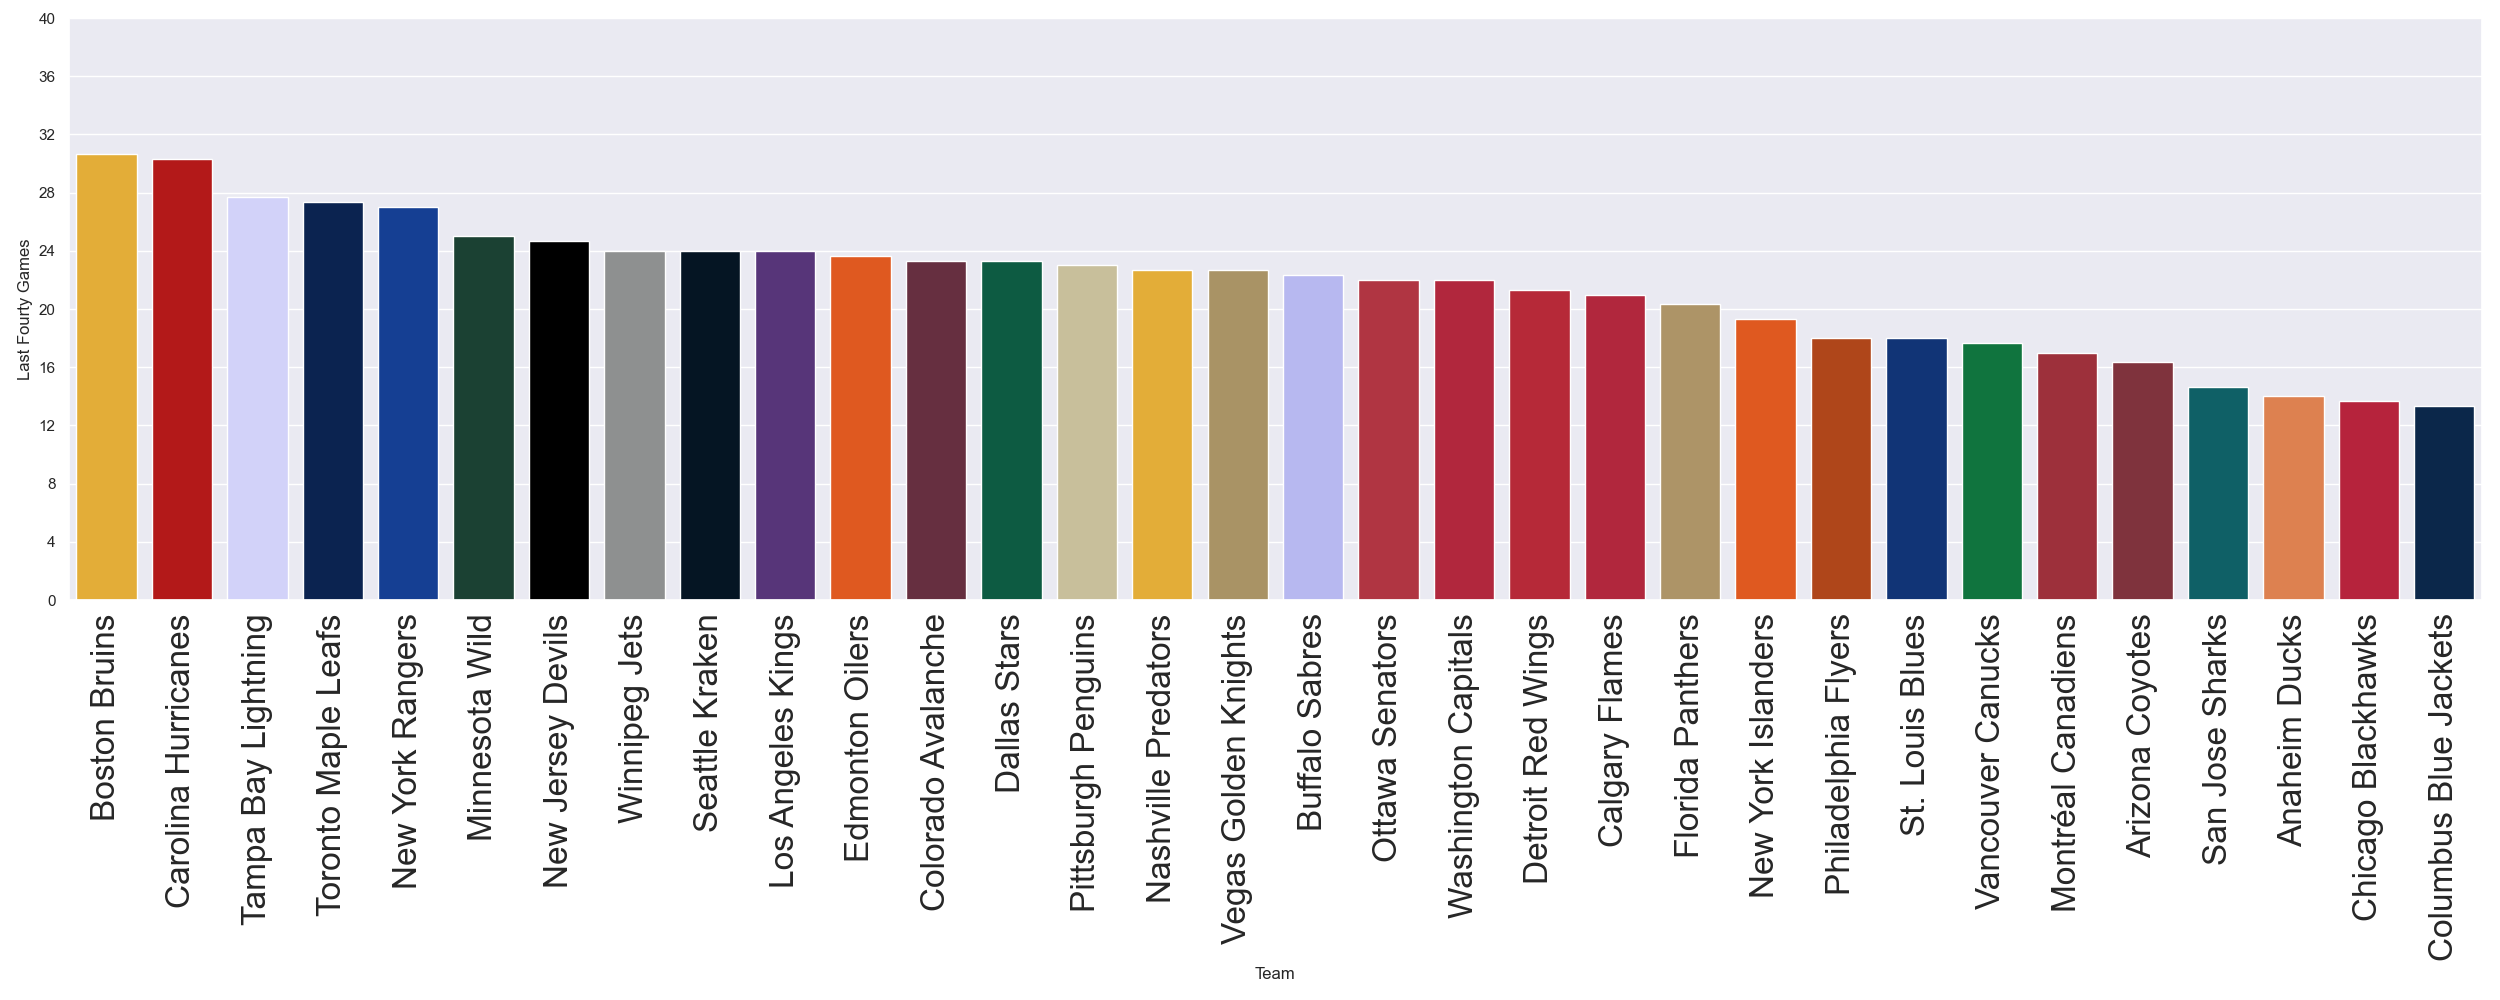 40
36
32
28
24
20
16
12
8
4
0
Last Fourty Games
Boston Bruins
Carolina Hurricanes
Tampa Bay Lightning
Toronto Maple Leafs
New York Rangers
Minnesota Wild
New Jersey Devils
Winnipeg Jets
Seattle Kraken
Los Angeles Kings
Edmonton Oilers
Colorado Avalanche
Dallas Stars
Pittsburgh Penguins
Nashville Predators
Vegas Golden Knights
Buffalo Sabres
Ottawa Senators
Washington Capitals
Detroit Red Wings
Calgary Flames
Florida Panthers
New York Islanders
Philadelphia Flyers
St. Louis Blues
Vancouver Canucks
Montréal Canadiens
Arizona Coyotes
San Jose Sharks
Anaheim Ducks
Chicago Blackhawks
Columbus Blue Jackets
Team